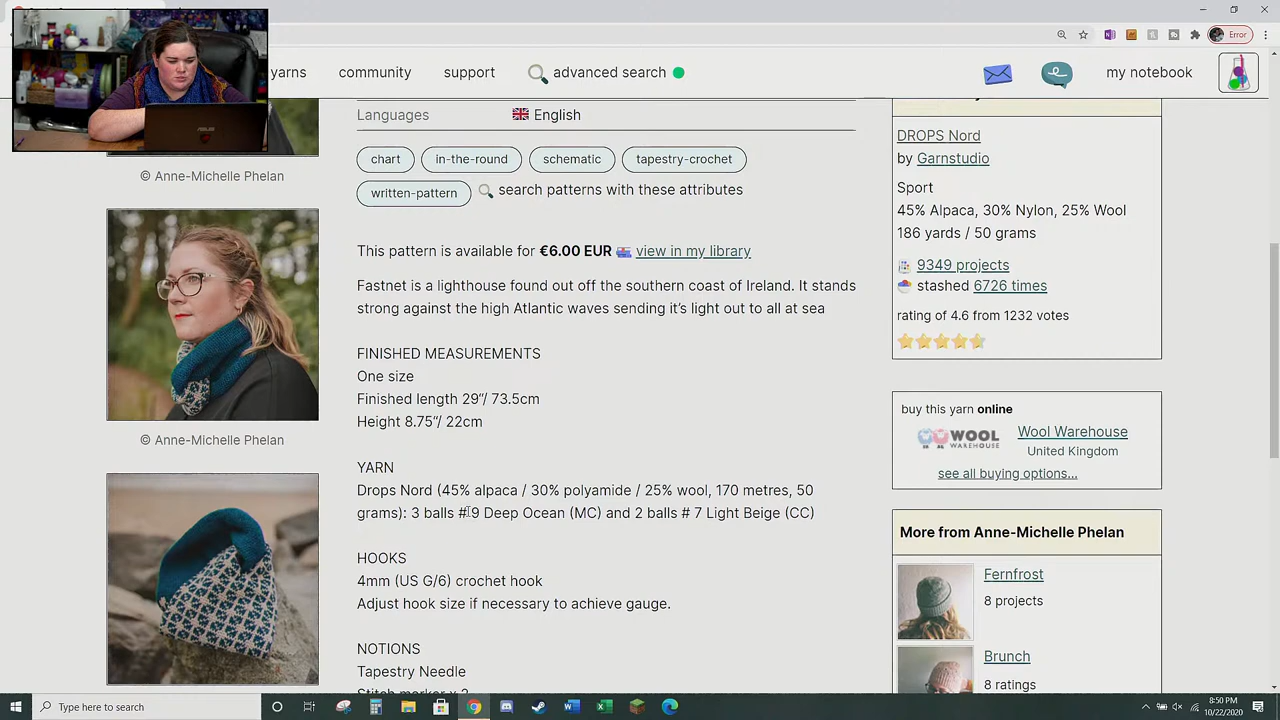 Error
yarns
community
support
advanced search
my notebook
Languages
English
chart
in-the-round
schematic
tapestry-crochet
written-pattern
search patterns with these attributes
© Anne-Michelle Phelan
This pattern is available for €6.00 EUR view in my library
Fastnet is a lighthouse found out off the southern coast of Ireland. It stands
strong against the high Atlantic waves sending it's light out to all at sea
FINISHED MEASUREMENTS
One size
Finished length 29"/ 73.5cm
Height 8.75"/ 22cm
© Anne-Michelle Phelan
YARN
Drops Nord (45% alpaca / 30% polyamide / 25% wool, 170 metres, 50
grams): 3 balls # 9 Deep Ocean (MC) and 2 balls # 7 Light Beige (CC)
HOOKS
4mm (US G/6) crochet hook
Adjust hook size if necessary to achieve gauge.
NOTIONS
Tapestry Needle
Stitch marker x 2
DROPS Nord
by Garnstudio
Sport
45% Alpaca, 30% Nylon, 25% Wool
186 yards / 50 grams
9349 projects
stashed 6726 times
rating of 4.6 from 1232 votes
buy this yarn online
WOOL
WAREHOUSE
Wool Warehouse
United Kingdom
see all buying options...
More from Anne-Michelle Phelan
Fernfrost
8 projects
Brunch
8 ratings
ASUS
Type here to search
8:50 PM
10/22/2020